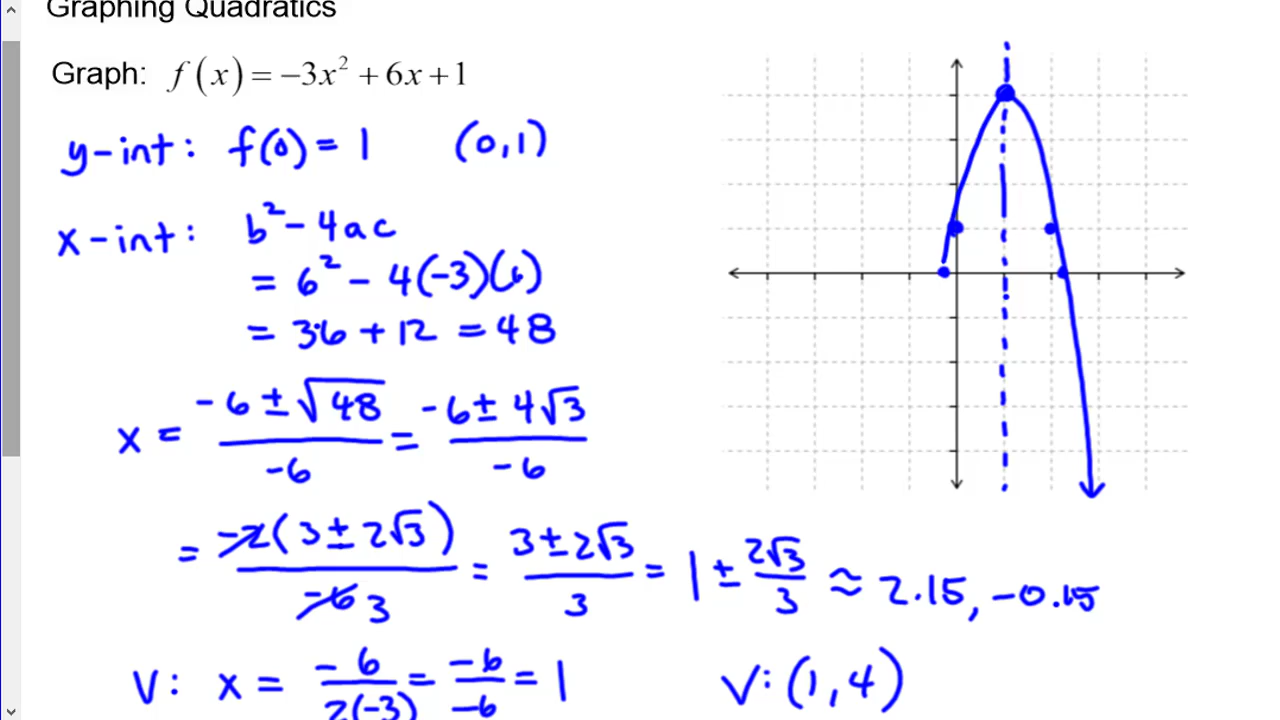 Graphing Quadratics
Graph: f(x) = −3x² + 6x + 1
y-int: f(0) = 1 (0,1)
x-int: b² − 4ac
= 6² − 4(−3)(1)
= 36 + 12 = 48
x = (−6 ± √48)/−6 = (−6 ± 4√3)/−6
= −2(3 ± 2√3)/−6 3 = (3 ± 2√3)/3 = 1 ± 2√3/3 ≈ 2.15, −0.15
V: x = −6/2(−3) = −6/−6 = 1 V: (1,4)